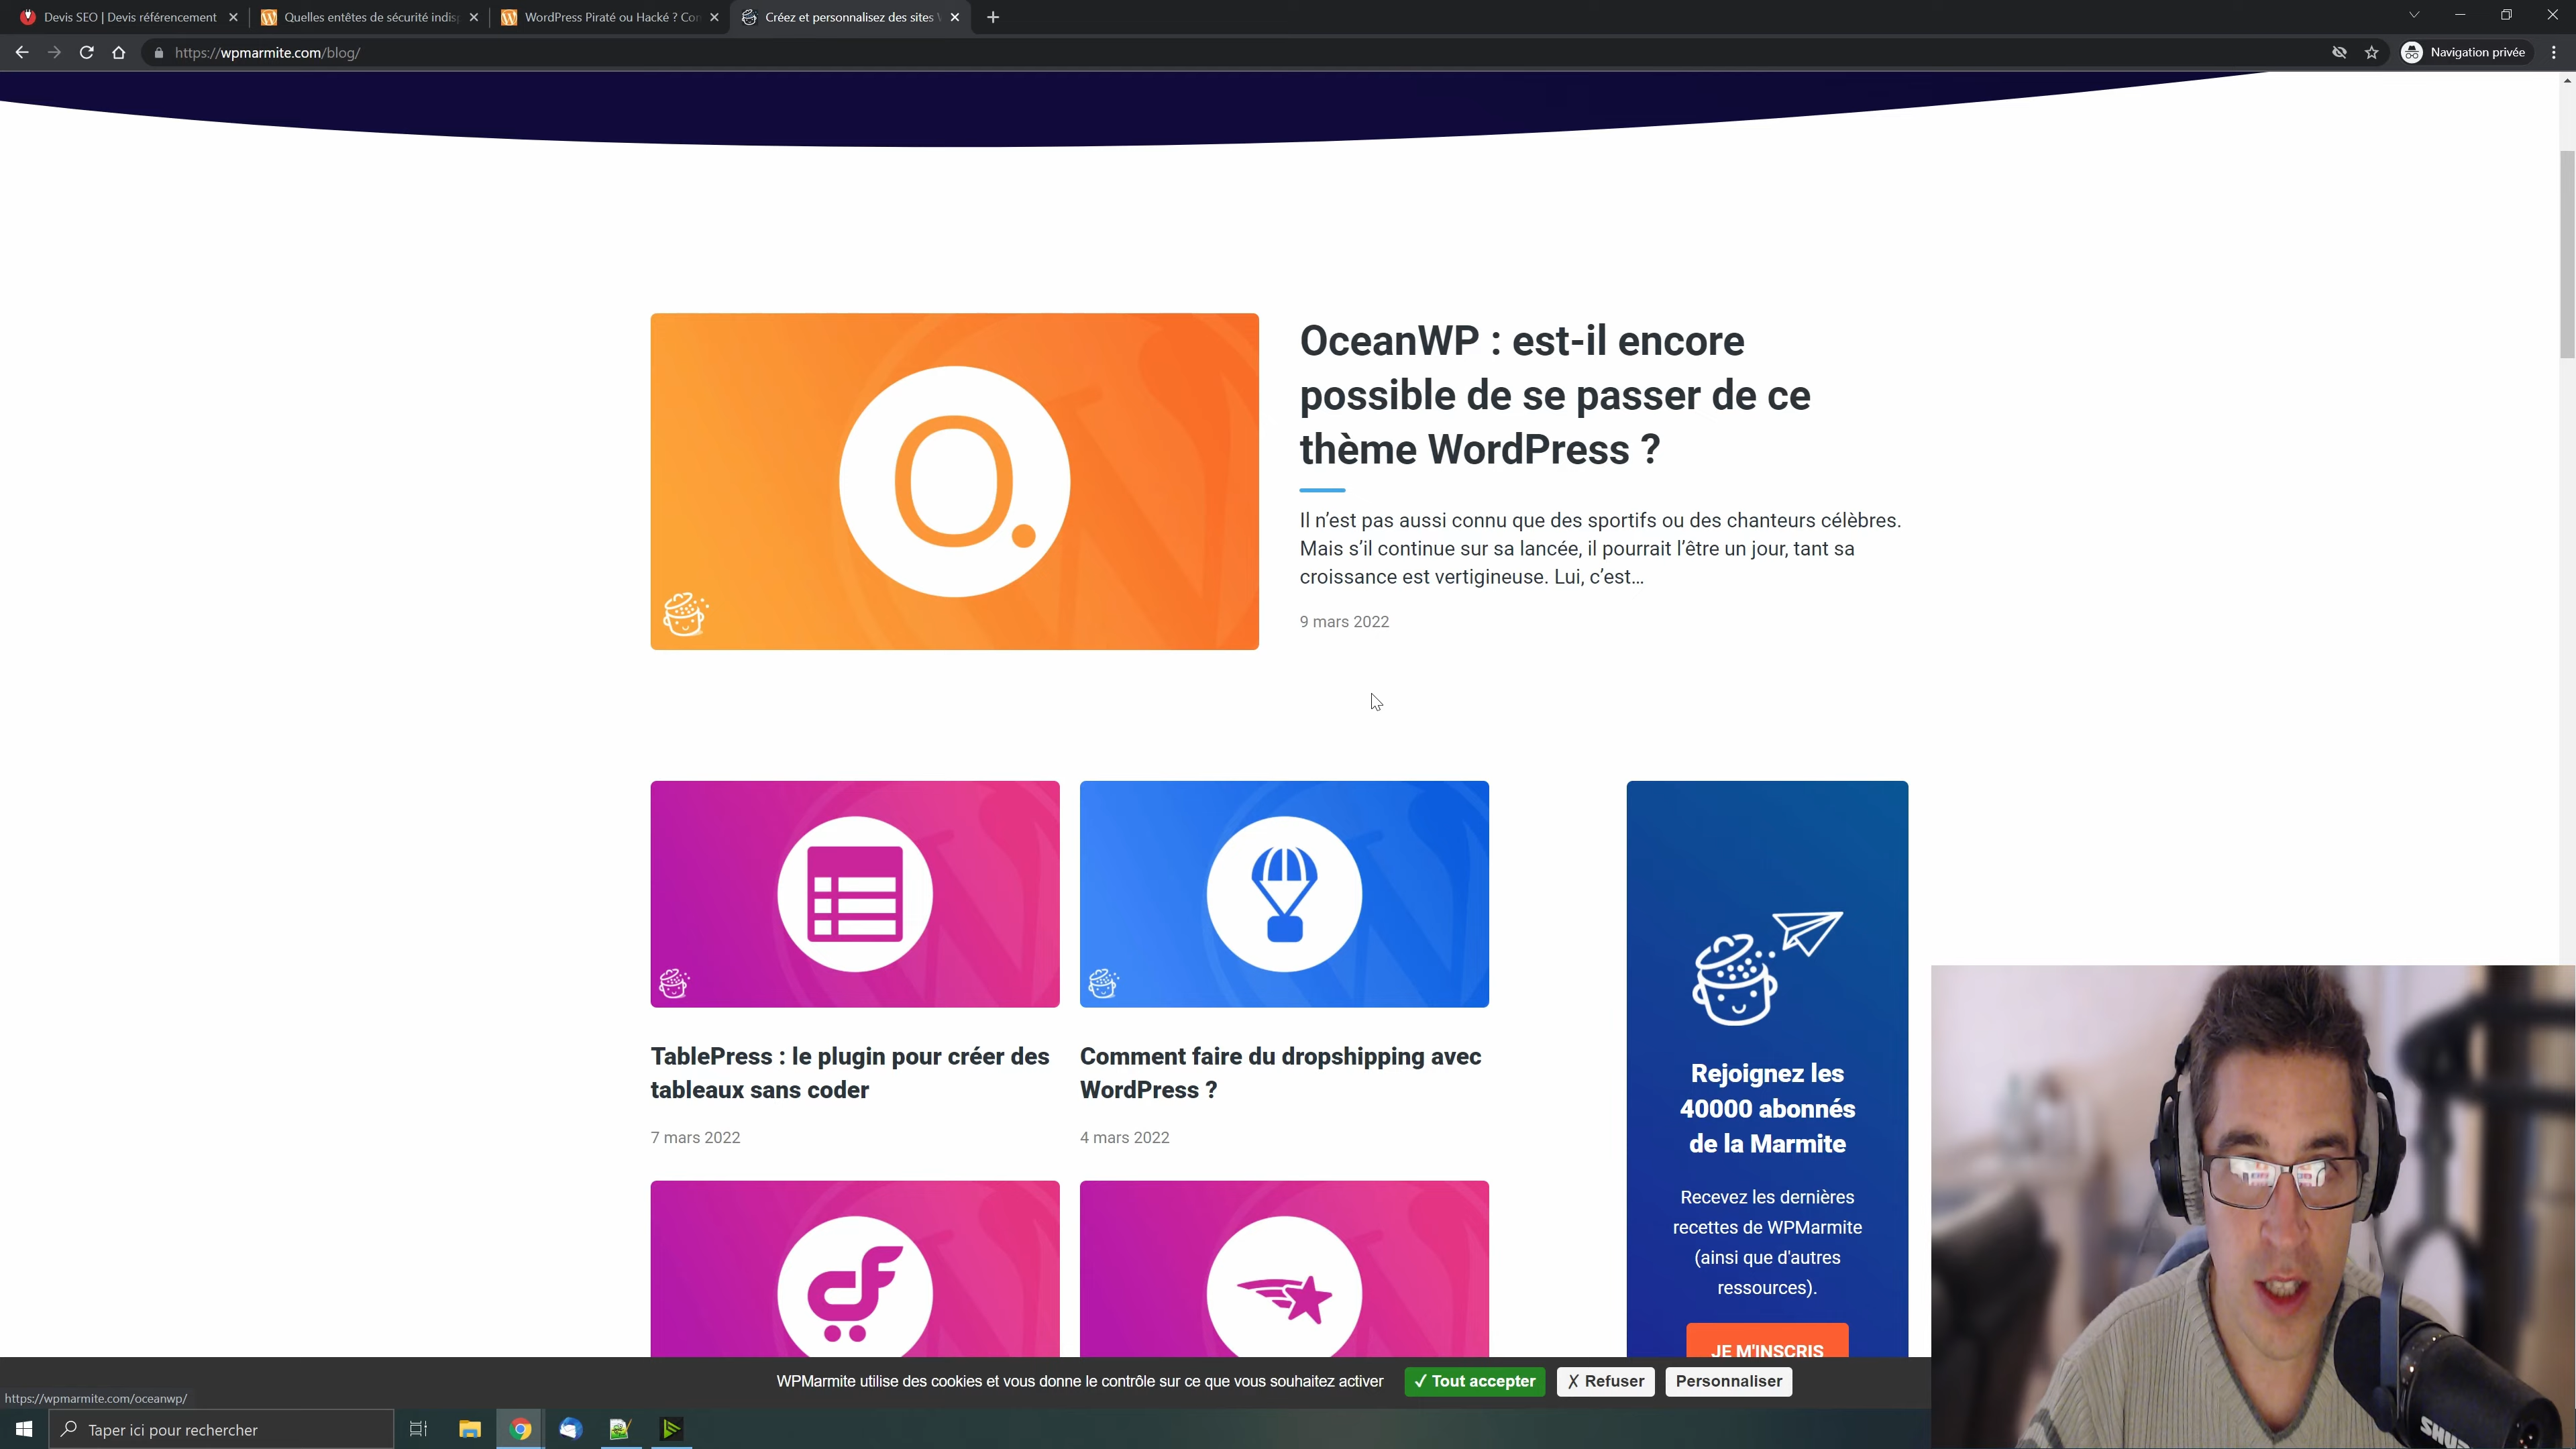 Devis SEO | Devis référencement
Quelles entêtes de sécurité indis
WordPress Piraté ou Hacké ? Con
Créez et personnalisez des sites
https://wpmarmite.com/blog/
Navigation privée
OceanWP : est-il encore
possible de se passer de ce
thème WordPress ?
Il n’est pas aussi connu que des sportifs ou des chanteurs célèbres.
Mais s’il continue sur sa lancée, il pourrait l’être un jour, tant sa
croissance est vertigineuse. Lui, c’est…
9 mars 2022
TablePress : le plugin pour créer des
tableaux sans coder
7 mars 2022
Comment faire du dropshipping avec
WordPress ?
4 mars 2022
Rejoignez les
40000 abonnés
de la Marmite
Recevez les dernières
recettes de WPMarmite
(ainsi que d'autres
ressources).
JE M'INSCRIS
WPMarmite utilise des cookies et vous donne le contrôle sur ce que vous souhaitez activer
✓ Tout accepter
✗ Refuser
Personnaliser
https://wpmarmite.com/oceanwp/
Taper ici pour rechercher